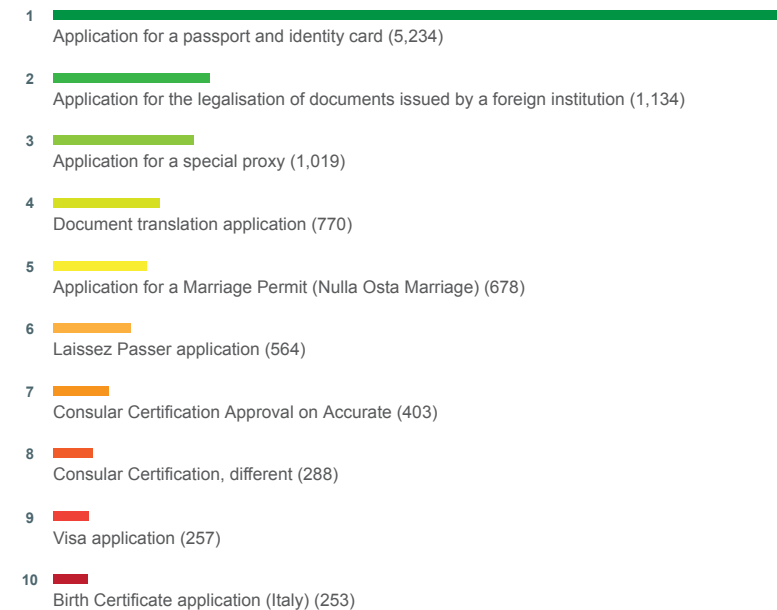 1
Application for a passport and identity card (5,234)
2
Application for the legalisation of documents issued by a foreign institution (1,134)
3
Application for a special proxy (1,019)
4
Document translation application (770)
5
Application for a Marriage Permit (Nulla Osta Marriage) (678)
6
Laissez Passer application (564)
7
Consular Certification Approval on Accurate (403)
8
Consular Certification, different (288)
9
Visa application (257)
10
Birth Certificate application (Italy) (253)